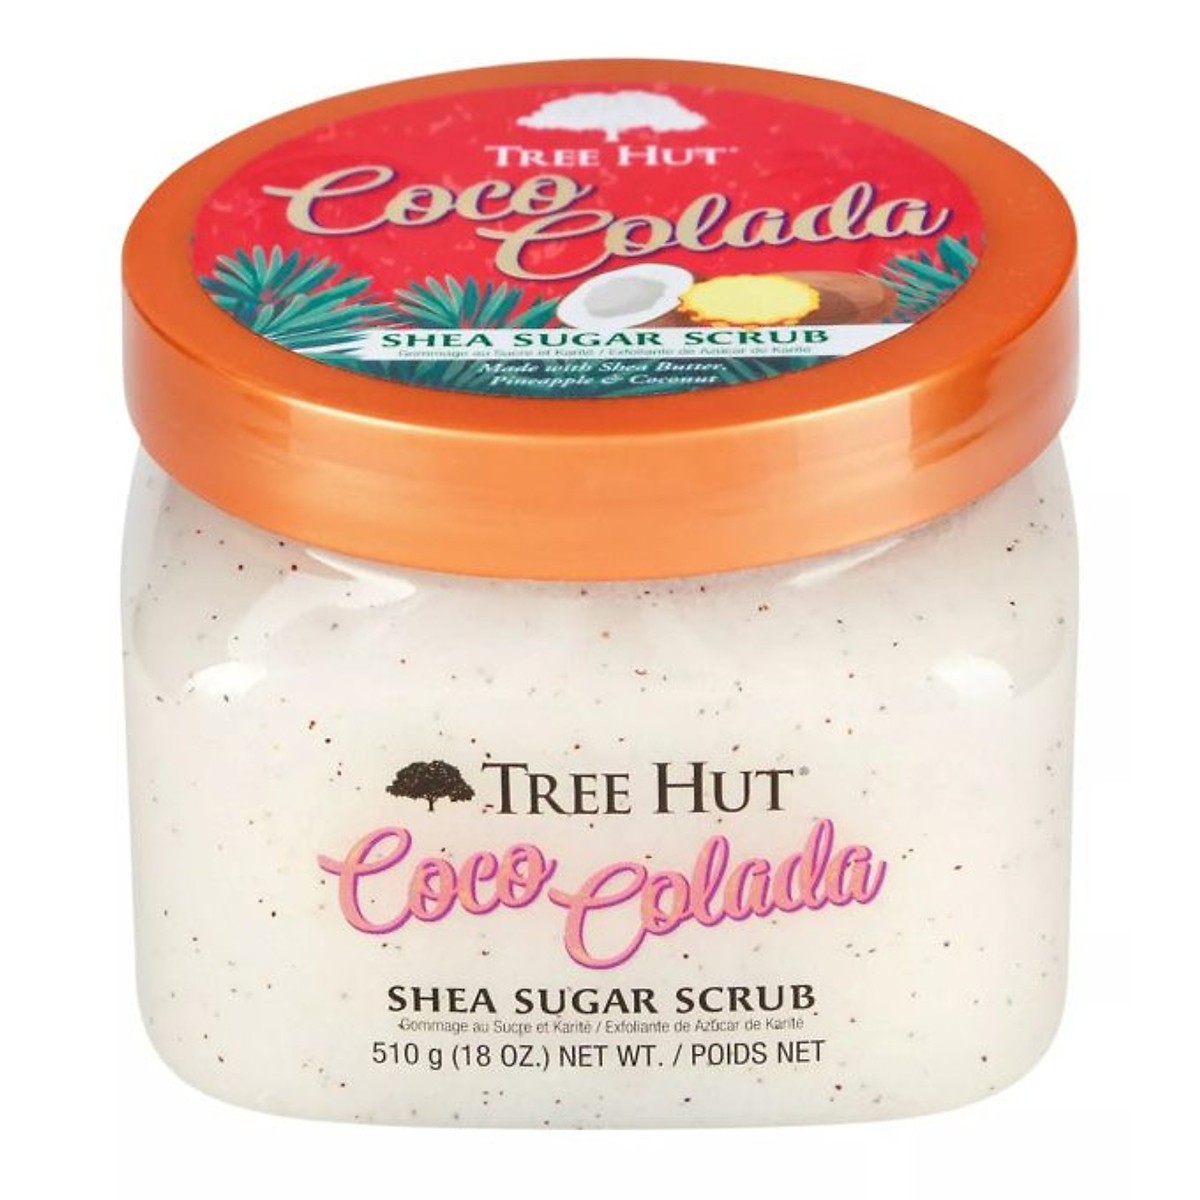 TREE HUT®
Coco
Colada
SHEA SUGAR SCRUB
Gommage au Sucre et Karité / Exfoliante de Azúcar de Karité
Made with Shea Butter,
Pineapple & Coconut
TREE HUT®
Coco
Colada
SHEA SUGAR SCRUB
Gommage au Sucre et Karité / Exfoliante de Azúcar de Karité
510 g (18 OZ.) NET WT. / POIDS NET